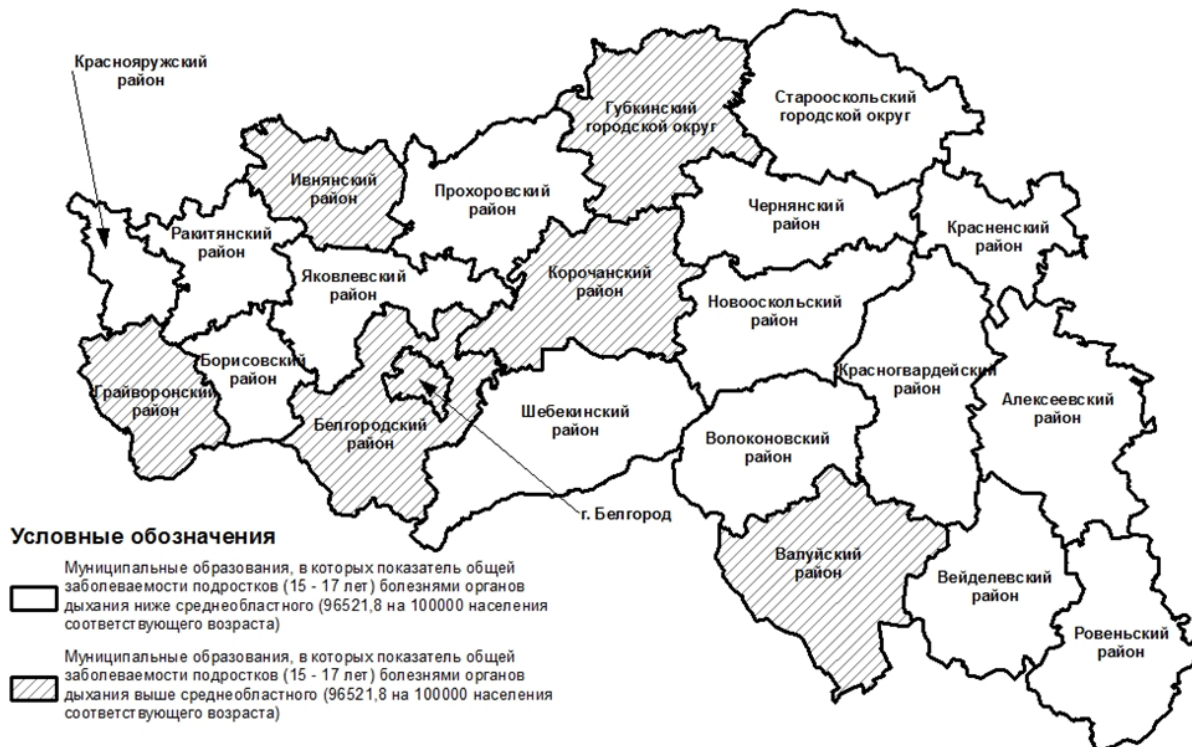 Краснояружский
район
Губкинский
городской округ
Старооскольский
городской округ
Ивнянский
район
Прохоровский
район
Чернянский
район
Красненский
район
Ракитянский
район
Яковлевский
район
Корочанский
район
Новооскольский
район
Борисовский
район
Грайворонский
район
Красногвардейский
район
Алексеевский
район
Белгородский
район
Шебекинский
район
Волоконовский
район
г. Белгород
Валуйский
район
Вейделевский
район
Ровеньский
район
Условные обозначения
Муниципальные образования, в которых показатель общей
заболеваемости подростков (15 - 17 лет) болезнями органов
дыхания ниже среднеобластного (96521,8 на 100000 населения
соответствующего возраста)
Муниципальные образования, в которых показатель общей
заболеваемости подростков (15 - 17 лет) болезнями органов
дыхания выше среднеобластного (96521,8 на 100000 населения
соответствующего возраста)